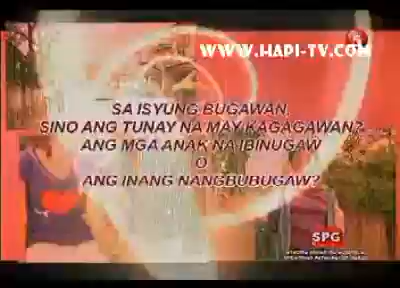 WWW.HAPI-TV.COM
SA ISYUNG BUGAWAN,
SINO ANG TUNAY NA MAY KAGAGAWAN?
ANG MGA ANAK NA IBINUGAW
O
ANG INANG NANGBUBUGAW?
SPG